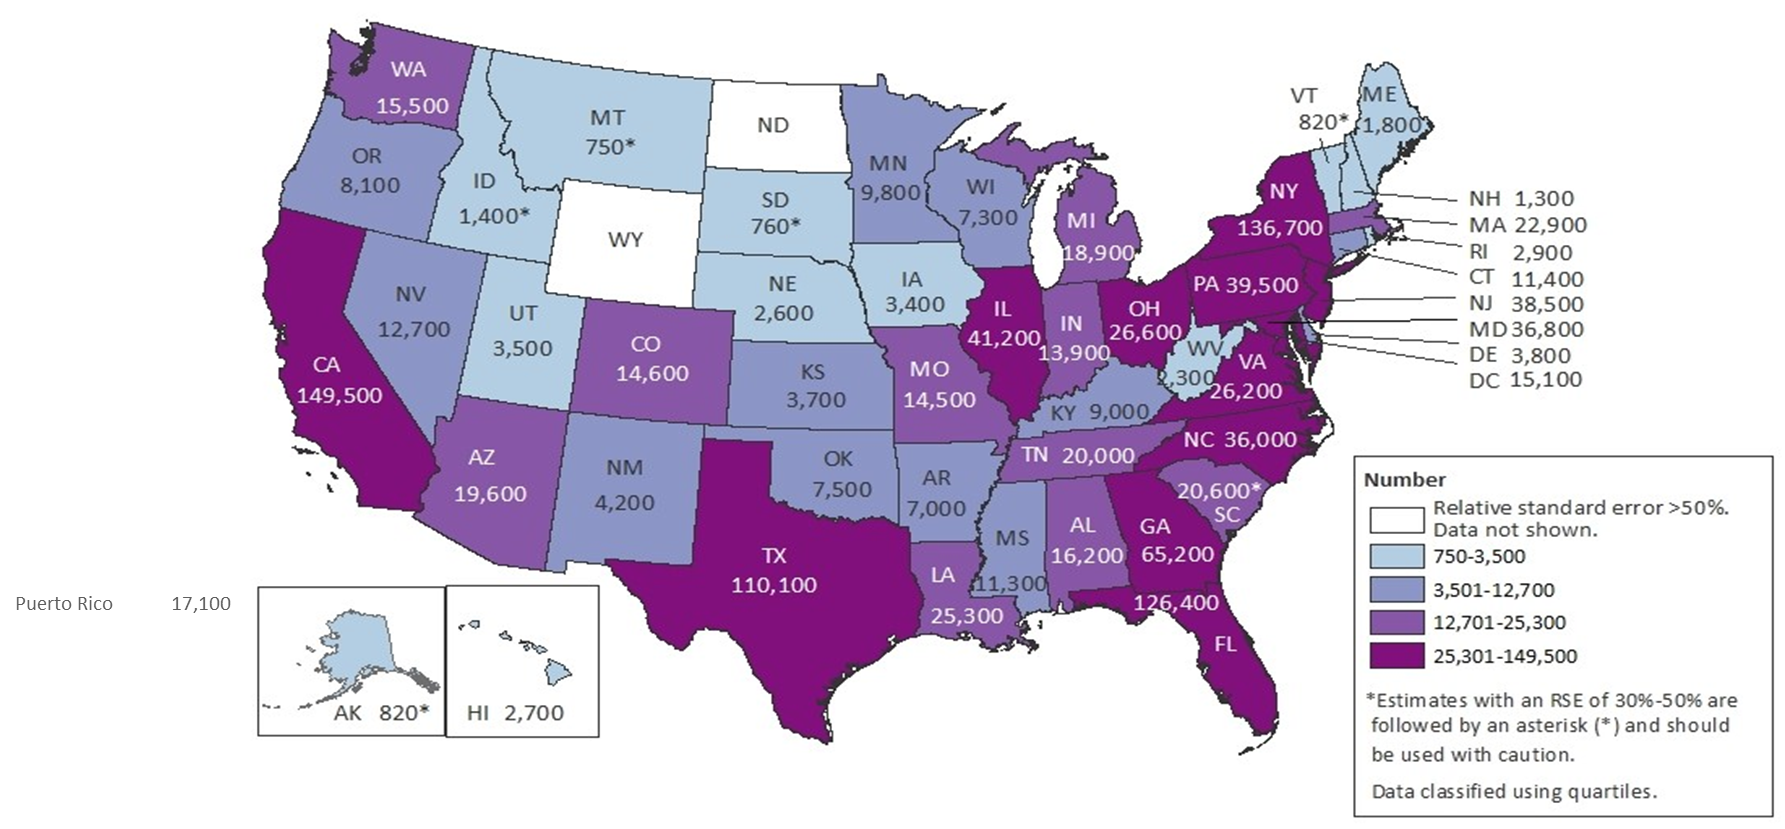 WA
15,500
OR
8,100
ID
1,400*
MT
750*
ND
MN
9,800
WI
7,300
SD
760*
WY
MI
18,900
NY
136,700
VT
820*
ME
1,800
NH 1,300
MA 22,900
RI 2,900
CT 11,400
NJ 38,500
MD 36,800
DE 3,800
DC 15,100
NV
12,700
UT
3,500
NE
2,600
IA
3,400
CA
149,500
CO
14,600
KS
3,700
MO
14,500
IL
41,200
IN
13,900
OH
26,600
PA 39,500
WV
2,300
VA
26,200
KY 9,000
NC 36,000
TN 20,000
20,600*
SC
AZ
19,600
NM
4,200
OK
7,500
AR
7,000
MS
11,300
AL
16,200
GA
65,200
TX
110,100
LA
25,300
126,400
FL
Puerto Rico 17,100
AK 820*
HI 2,700
Number
Relative standard error >50%.
Data not shown.
750-3,500
3,501-12,700
12,701-25,300
25,301-149,500
*Estimates with an RSE of 30%-50% are
followed by an asterisk (*) and should
be used with caution.
Data classified using quartiles.